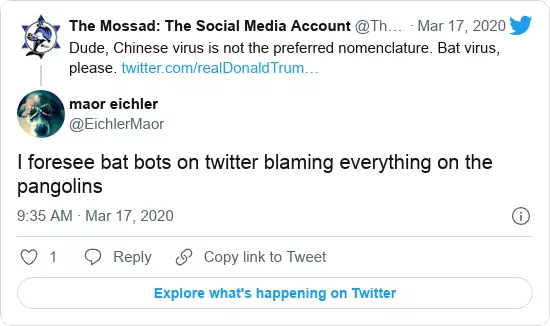 The Mossad: The Social Media Account @Th… · Mar 17, 2020
Dude, Chinese virus is not the preferred nomenclature. Bat virus,
please. twitter.com/realDonaldTrum…
maor eichler
@EichlerMaor
I foresee bat bots on twitter blaming everything on the
pangolins
9:35 AM · Mar 17, 2020
1 Reply Copy link to Tweet
Explore what's happening on Twitter